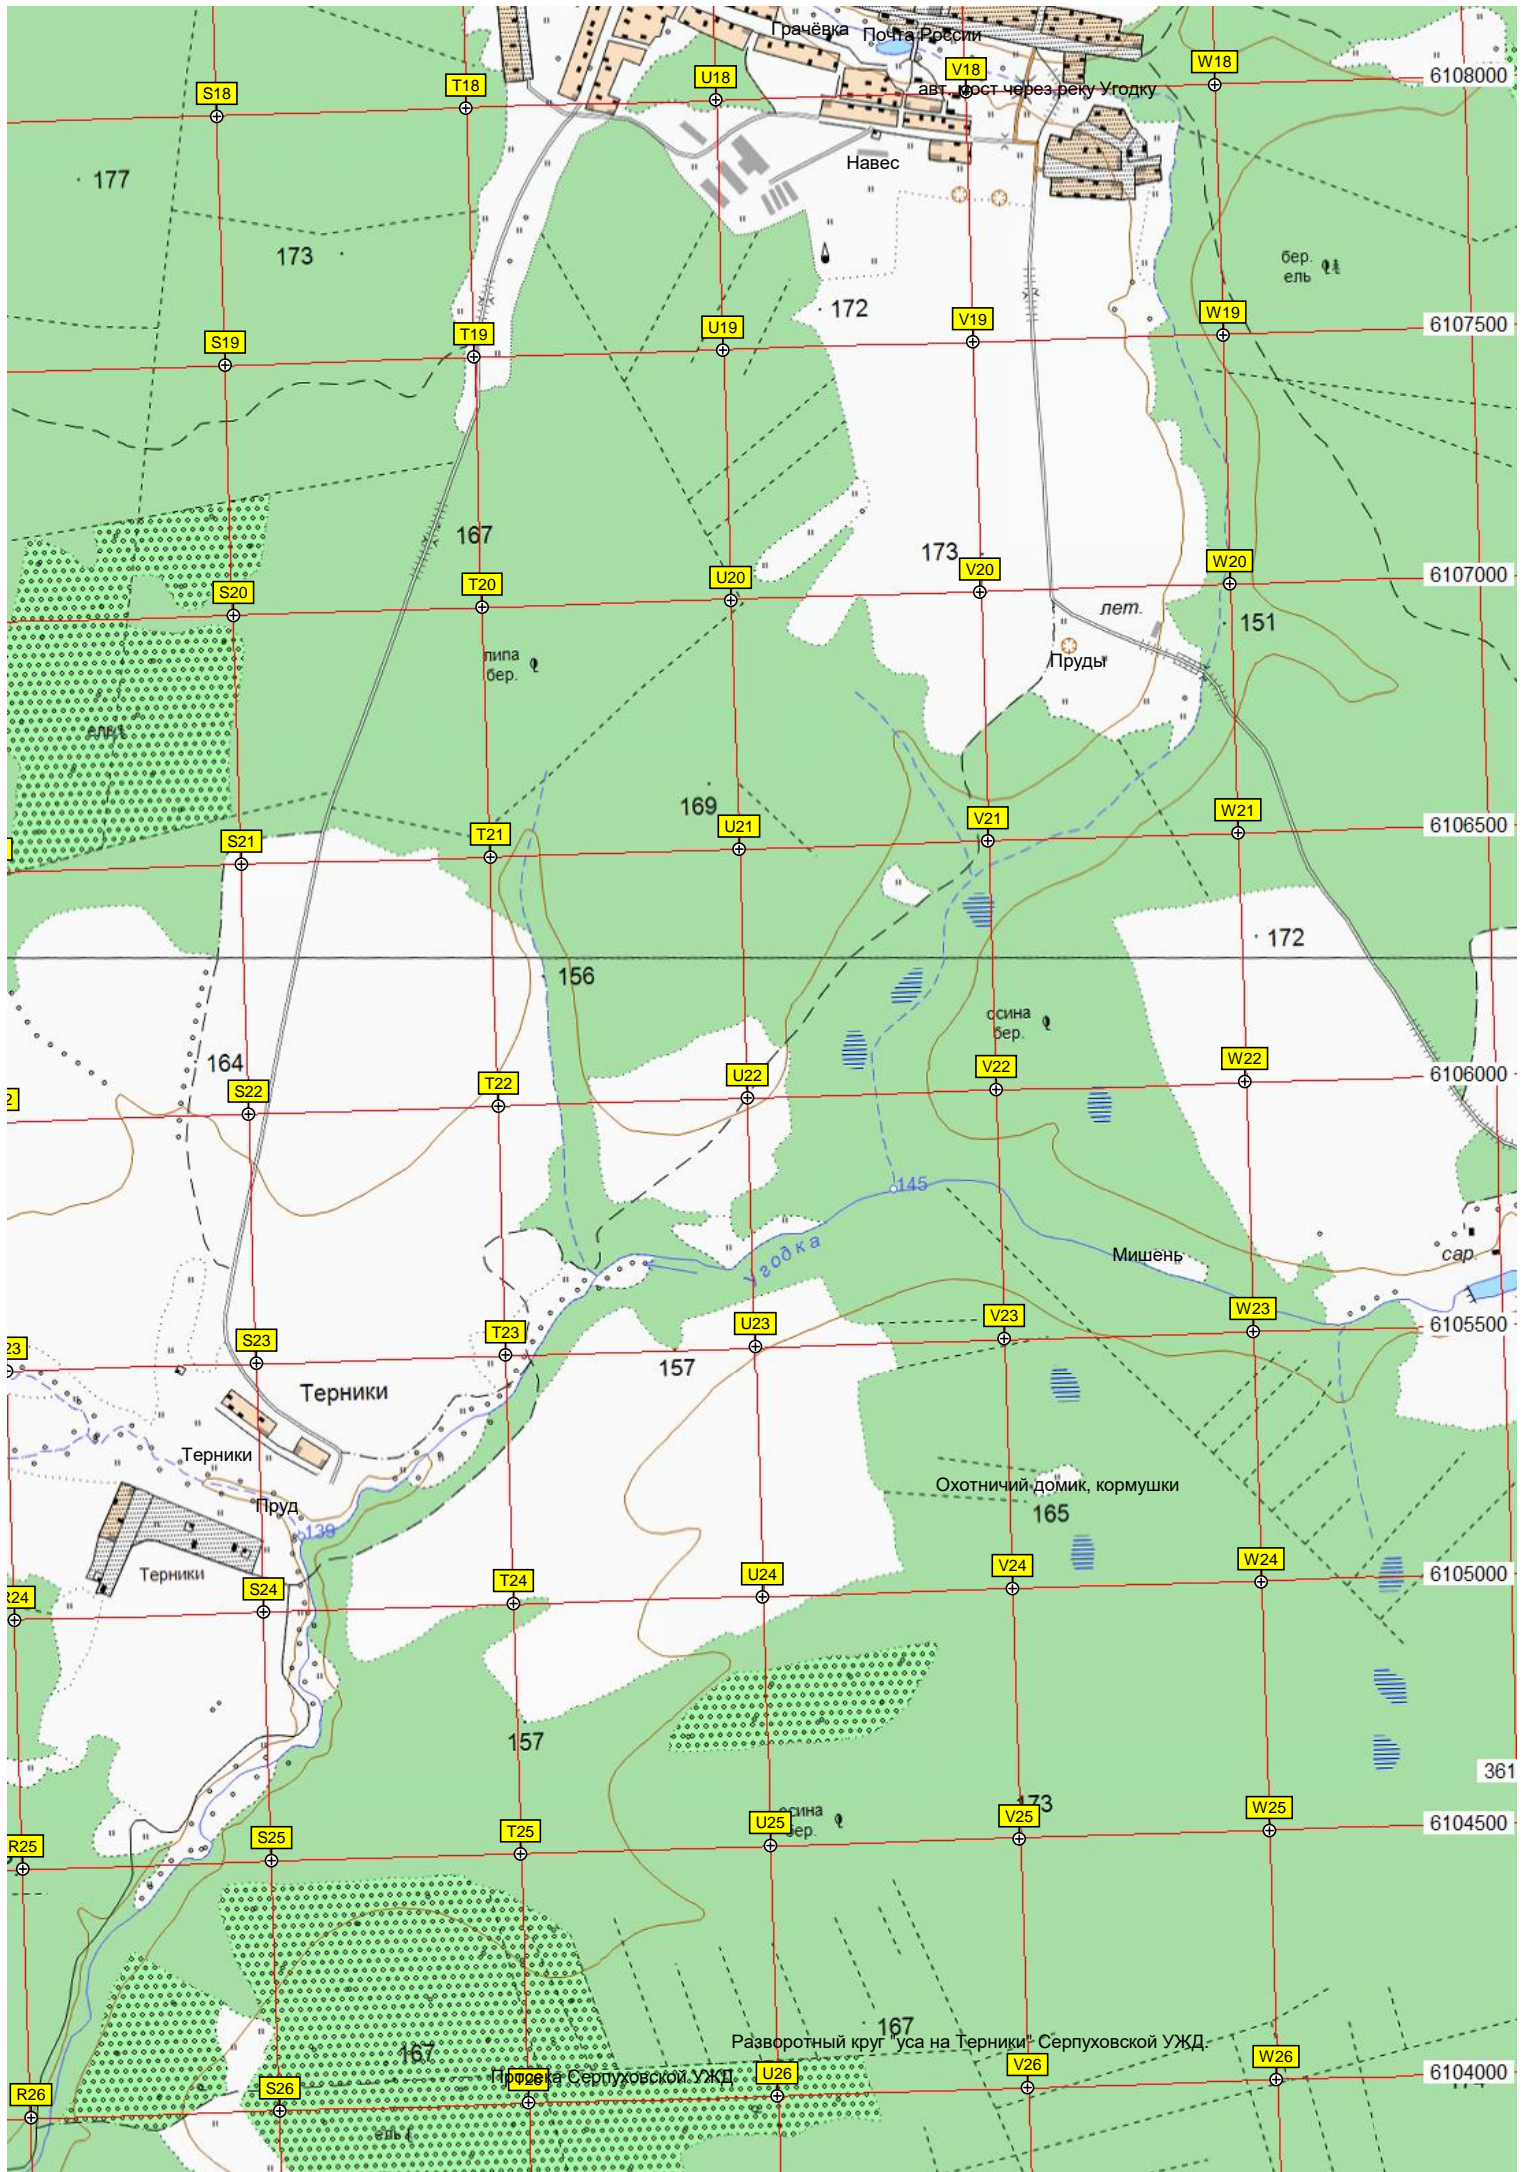 Грачёвка
Почта России
V18
W18
6108000
T18
U18
S18
авт. мост через реку Угодку
Навес
177
173
бер.
ель
172
W19
6107500
V19
U19
T19
S19
167
173
W20
6107000
V20
U20
T20
S20
лет.
151
липа
бер.
Пруды
ель
169
W21
6106500
V21
U21
T21
S21
172
156
осина
бер.
164
W22
6106000
V22
U22
T22
S22
145
Угодка
Мишень
сар.
W23
6105500
V23
U23
T23
S23
23
157
Терники
Терники
Охотничий домик, кормушки
165
Пруд
139
Терники
W24
6105000
V24
U24
T24
S24
157
361
173
осина
бер.
W25
6104500
V25
U25
T25
S25
R25
167
Разворотный круг "уса на Терники" Серпуховской УЖД.
167
Просека Серпуховской УЖД
W26
6104000
V26
U26
T26
S26
R26
ель